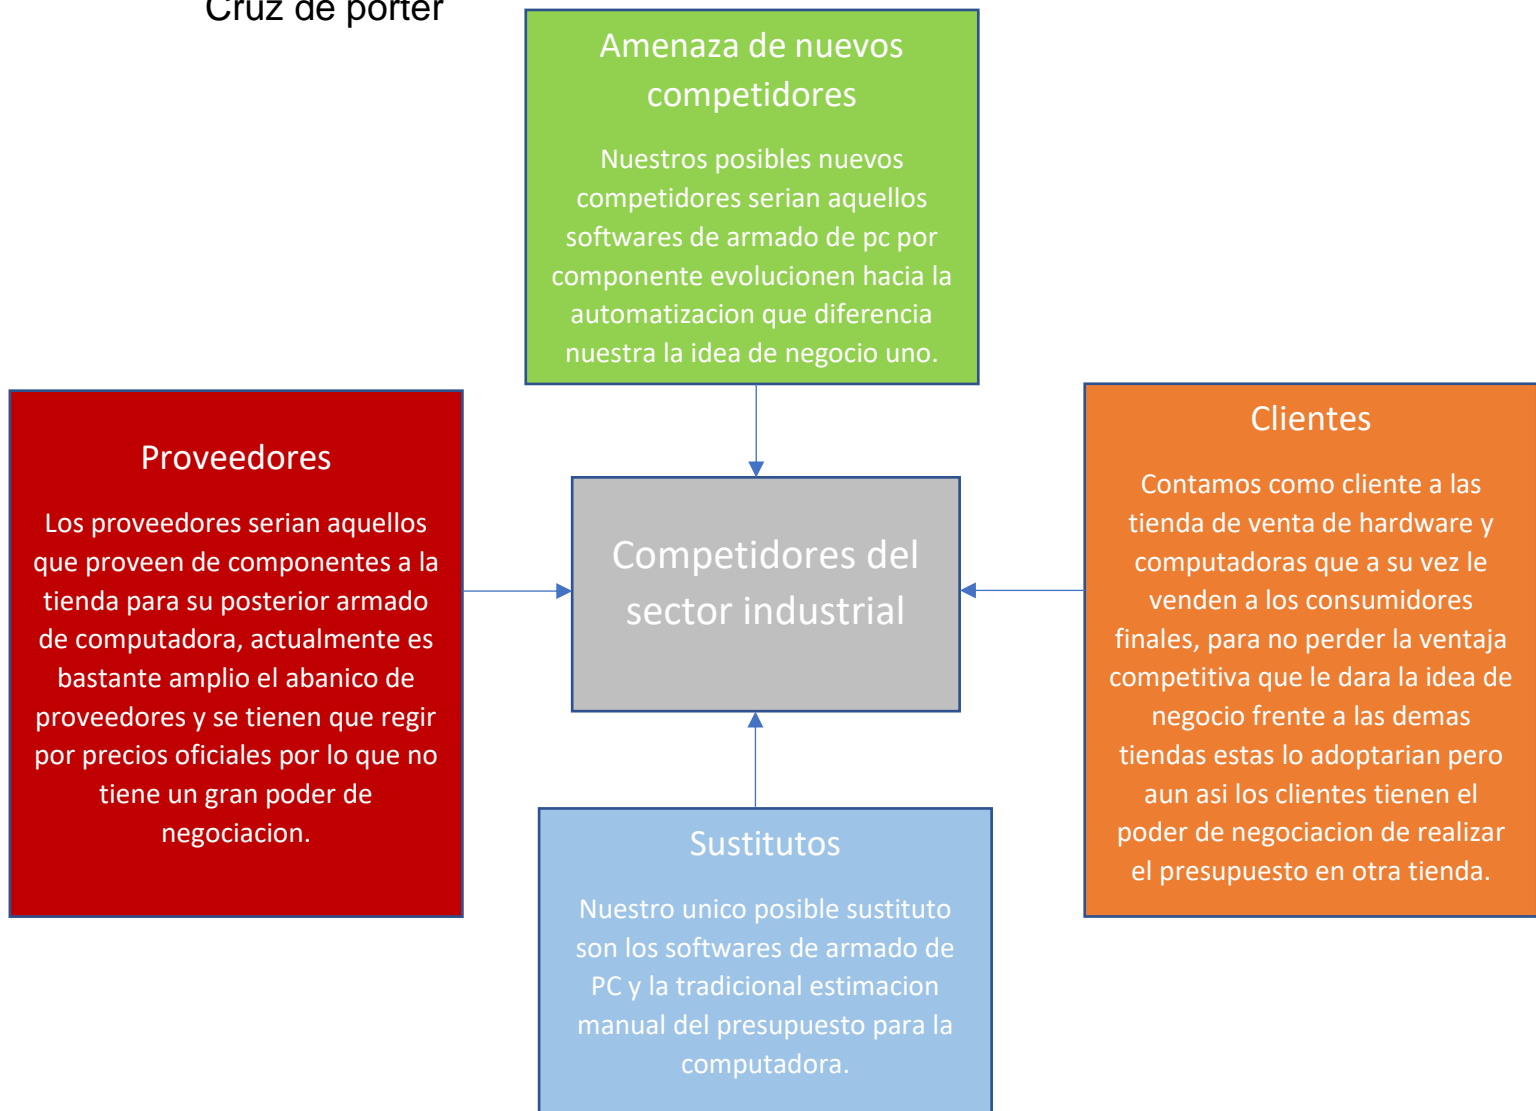 Cruz de porter
Amenaza de nuevos
competidores
Nuestros posibles nuevos
competidores serian aquellos
softwares de armado de pc por
componente evolucionen hacia la
automatizacion que diferencia
nuestra la idea de negocio uno.
Proveedores
Los proveedores serian aquellos
que proveen de componentes a la
tienda para su posterior armado
de computadora, actualmente es
bastante amplio el abanico de
proveedores y se tienen que regir
por precios oficiales por lo que no
tiene un gran poder de
negociacion.
Competidores del
sector industrial
Clientes
Contamos como cliente a las
tienda de venta de hardware y
computadoras que a su vez le
venden a los consumidores
finales, para no perder la ventaja
competitiva que le dara la idea de
negocio frente a las demas
tiendas estas lo adoptarian pero
aun asi los clientes tienen el
poder de negociacion de realizar
el presupuesto en otra tienda.
Sustitutos
Nuestro unico posible sustituto
son los softwares de armado de
PC y la tradicional estimacion
manual del presupuesto para la
computadora.